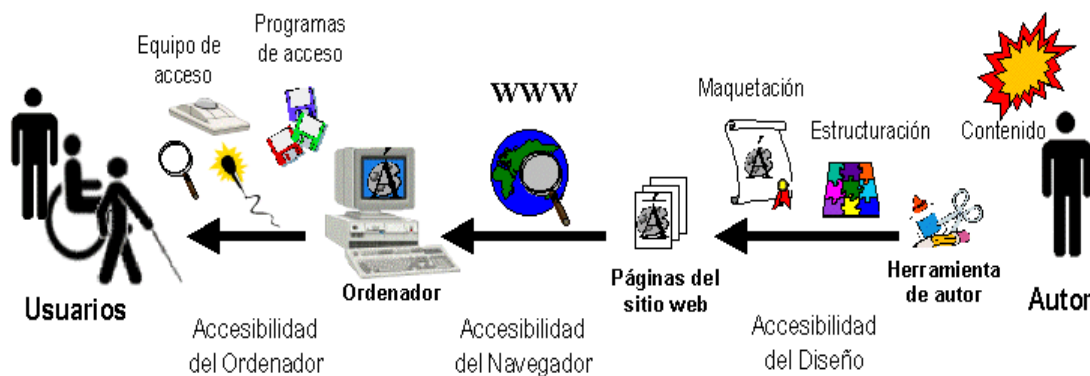 Equipo de
acceso
Programas
de acceso
www
Maquetación
Estructuración
Contenido
Usuarios
Ordenador
Páginas del
sitio web
Herramienta
de autor
Autor
Accesibilidad
del Ordenador
Accesibilidad
del Navegador
Accesibilidad
del Diseño